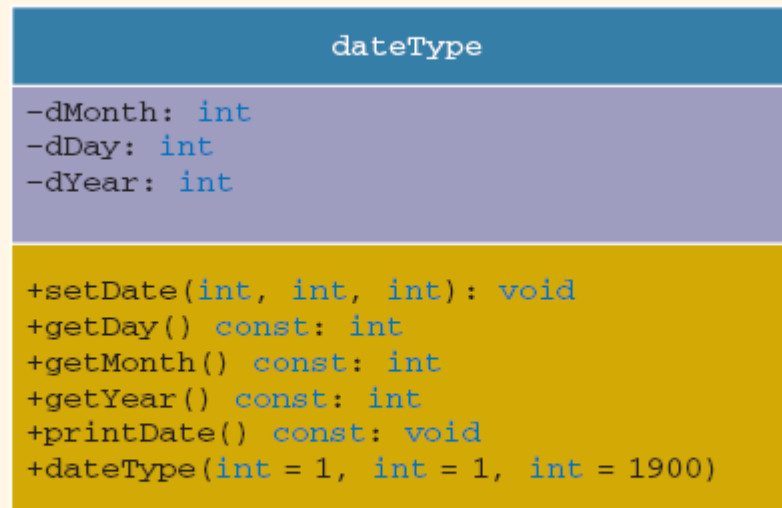 dateType
-dMonth: int
-dDay: int
-dYear: int
+setDate(int, int, int): void
+getDay() const: int
+getMonth() const: int
+getYear() const: int
+printDate() const: void
+dateType(int = 1, int = 1, int = 1900)